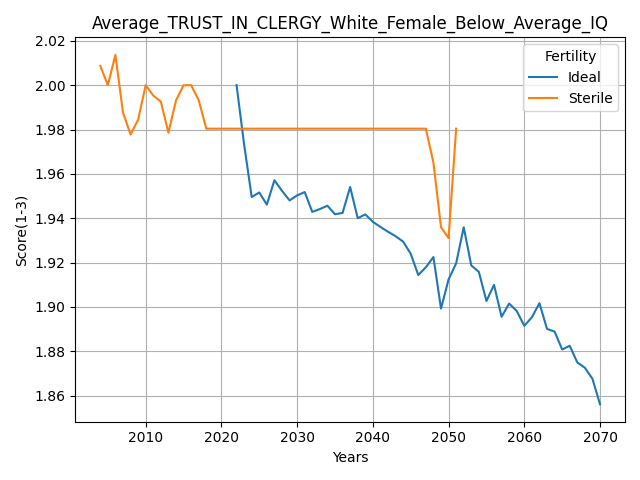 Average_TRUST_IN_CLERGY_White_Female_Below_Average_IQ
Score(1-3)
2.02
2.00
1.98
1.96
1.94
1.92
1.90
1.88
1.86
Fertility
Ideal
Sterile
2010 2020 2030 2040 2050 2060 2070
Years